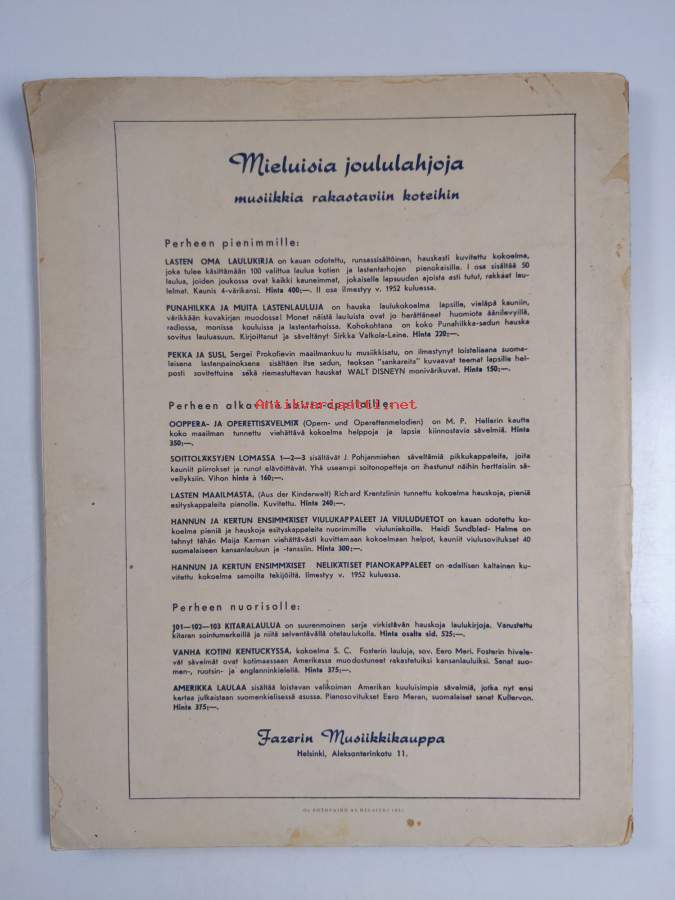 Mieluisia joululahjoja
musiikkia rakastaviin koteihin
Perheen pienimmille:
LASTEN OMA LAULUKIRJA on kauan odotettu, runsassisältöinen, hauskasti kuvitettu kokoelma,
joka tulee käsittämään 100 valittua laulua kotien ja lastentarhojen pienokaisille. I osa sisältää 50
laulua, joiden joukossa ovat kaikki kauneimmat, jokaiselle lapsuuden ajoista asti tutut, rakkaat lau-
lelmat. Kaunis 4-värikansi. Hinta 400:—. II osa ilmestyy v. 1952 kuluessa.
PUNAHILKKA JA MUITA LASTENLAULUJA on hauska laulukokoelma lapsille, vieläpä kauniin,
värikkään kuvakirjan muodossa! Monet näistä lauluista ovat jo herättäneet huomiota äänilevyillä,
radiossa, monissa kouluissa ja lastentarhoissa. Kohokohtana on koko Punahilkka-sadun hauska
sovitus lauluasuun. Kirjoittanut ja säveltänyt Sirkka Valkola-Laine. Hinta 220:—.
PEKKA JA SUSI, Sergei Prokofievin maailmankuulu musiikkisatu, on ilmestynyt loisteliaana suoma-
laisena lastenpainoksena sisältäen itse sadun, teoksen "sankareita" kuvaavat teemat lapsille hel-
posti sovitettuina sekä riemastuttavan hauskat WALT DISNEYN monivärikuvat. Hinta 150:—.
Perheen alkaville soitto-oppilaille:
Antikvariaatti.net
OOPPERA- JA OPERETTISÄVELMIÄ (Opern- und Operettenmelodien) on M. P. Hellerin kautta
koko maailman tunnettu viehättävä kokoelma helppoja ja lapsia kiinnostavia sävelmiä. Hinta
350:—.
SOITTOLÄKSYJEN LOMASSA 1—2—3 sisältävät J. Pohjanmiehen säveltämiä pikkukappaleita, joita
kauniit piirrokset ja runot elävöittävät. Yhä useampi soitonopettaja on ihastunut näihin herttaisiin sä-
vellyksiin. Vihon hinta à 160:—.
LASTEN MAAILMASTA, (Aus der Kinderwelt) Richard Krentzlinin tunnettu kokoelma hauskoja, pieniä
esityskappaleita pienolle. Kuvitettu. Hinta 240:—.
HANNUN JA KERTUN ENSIMMÄISET VIULUKAPPALEET JA VIULUDUETOT on kauan odotettu ko-
koelma pieniä ja hauskoja esityskappaleita nuorimmille viuluniekoille. Heidi Sundblad-Halme on
tehnyt tähän Maija Karman viehättävästi kuvittamaan kokoelmaan helpot, kauniit viulusovitukset 40
suomalaiseen kansanlauluun ja -tanssiin. Hinta 300:—.
HANNUN JA KERTUN ENSIMMÄISET NELIKÄTISET PIANOKAPPALEET on edellisen kaltainen ku-
vitettu kokoelma samoilta tekijöiltä. Ilmestyy v. 1952 kuluessa.
Perheen nuorisolle:
101—102—103 KITARALAULUA on suurenmoinen sarja virkistävän hauskoja laulukirjoja. Varustettu
kitaran sointumerkeillä ja niitä selventävällä otetaulukolla. Hinta osalta sid. 525:—.
VANHA KOTINI KENTUCKYSSA, kokoelma S. C. Fosterin lauluja, sov. Eero Meri. Fosterin hivele-
vät sävelmät ovat kotimaassaan Amerikassa muodostuneet rakastetuiksi kansanlauluiksi. Sanat suo-
men-, ruotsin- ja englanninkielellä. Hinta 375:—.
AMERIKKA LAULAA sisältää loistavan valikoiman Amerikan kuuluisimpia sävelmiä, jotka nyt ensi
kertaa julkaistaan suomenkielisessä asussa. Pianosovitukset Eero Meren, suomalaiset sanat Kullervon.
Hinta 375:—.
Fazerin Musiikkikauppa
Helsinki, Aleksanterinkatu 11.